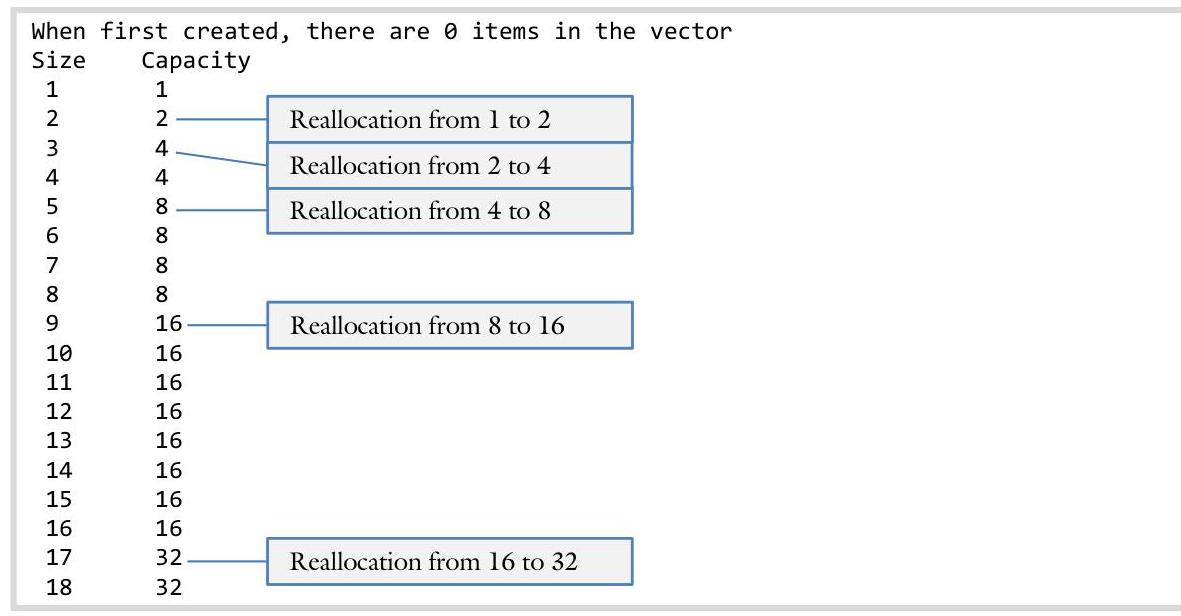 When first created, there are 0 items in the vector
Size Capacity
1 1
2 2 Reallocation from 1 to 2
3 4 Reallocation from 2 to 4
4 4
5 8 Reallocation from 4 to 8
6 8
7 8
8 8
9 16 Reallocation from 8 to 16
10 16
11 16
12 16
13 16
14 16
15 16
16 16
17 32 Reallocation from 16 to 32
18 32